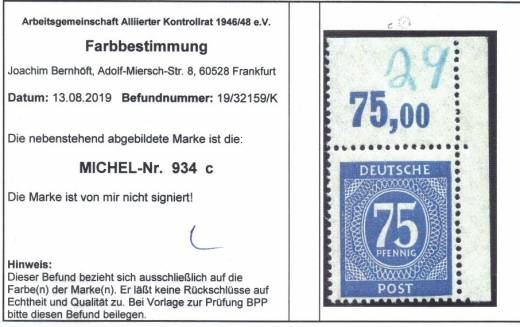 Arbeitsgemeinschaft Alliierter Kontrollrat 1946/48 e.V.
Farbbestimmung
Joachim Bernhöft, Adolf-Miersch-Str. 8, 60528 Frankfurt
Datum: 13.08.2019 Befundnummer: 19/32159/K
Die nebenstehend abgebildete Marke ist die:
MICHEL-Nr. 934 c
Die Marke ist von mir nicht signiert!
Hinweis:
Dieser Befund bezieht sich ausschließlich auf die
Farbe(n) der Marke(n). Er läßt keine Rückschlüsse auf
Echtheit und Qualität zu. Bei Vorlage zur Prüfung BPP
bitte diesen Befund beilegen.
29
75,00
DEUTSCHE
75
PFENNIG
POST